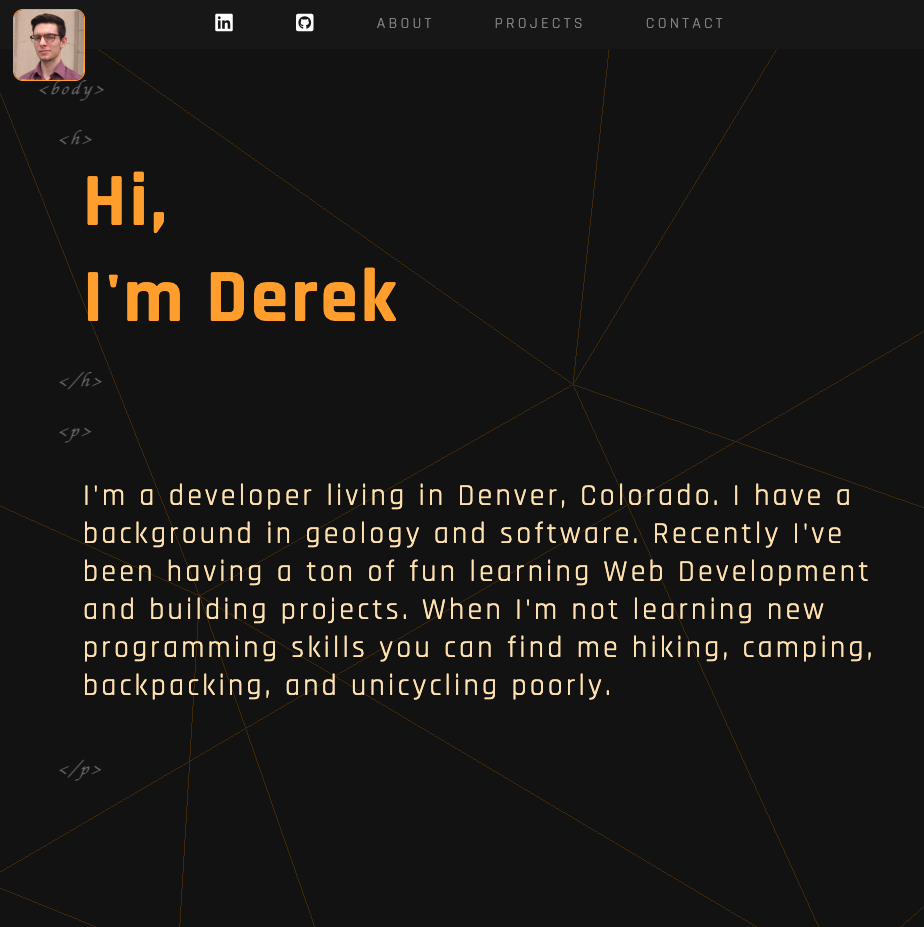 ABOUT PROJECTS CONTACT
<body>
<h>
Hi,
I'm Derek
</h>
<p>
I'm a developer living in Denver, Colorado. I have a
background in geology and software. Recently I've
been having a ton of fun learning Web Development
and building projects. When I'm not learning new
programming skills you can find me hiking, camping,
backpacking, and unicycling poorly.
</p>